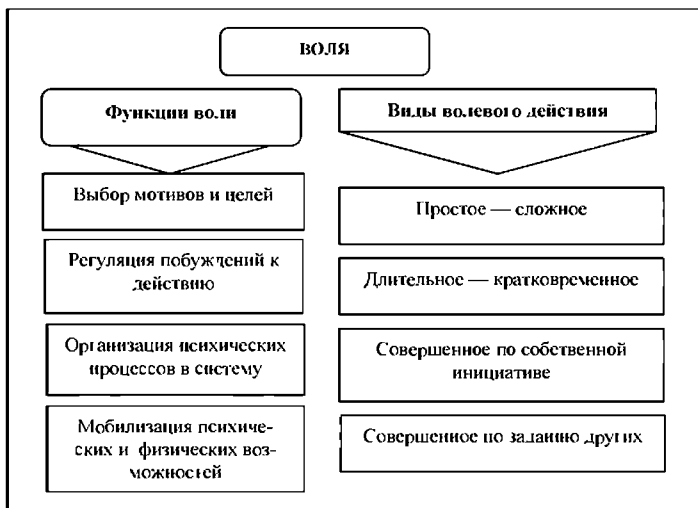 ВОЛЯ
Функции воли
Выбор мотивов и целей
Регуляция побуждений к
действию
Организация психических
процессов в систему
Мобилизация психиче-
ских и физических воз-
можностей
Виды волевого действия
Простое — сложное
Длительное — кратковременное
Совершенное по собственной
инициативе
Совершенное по заданию других